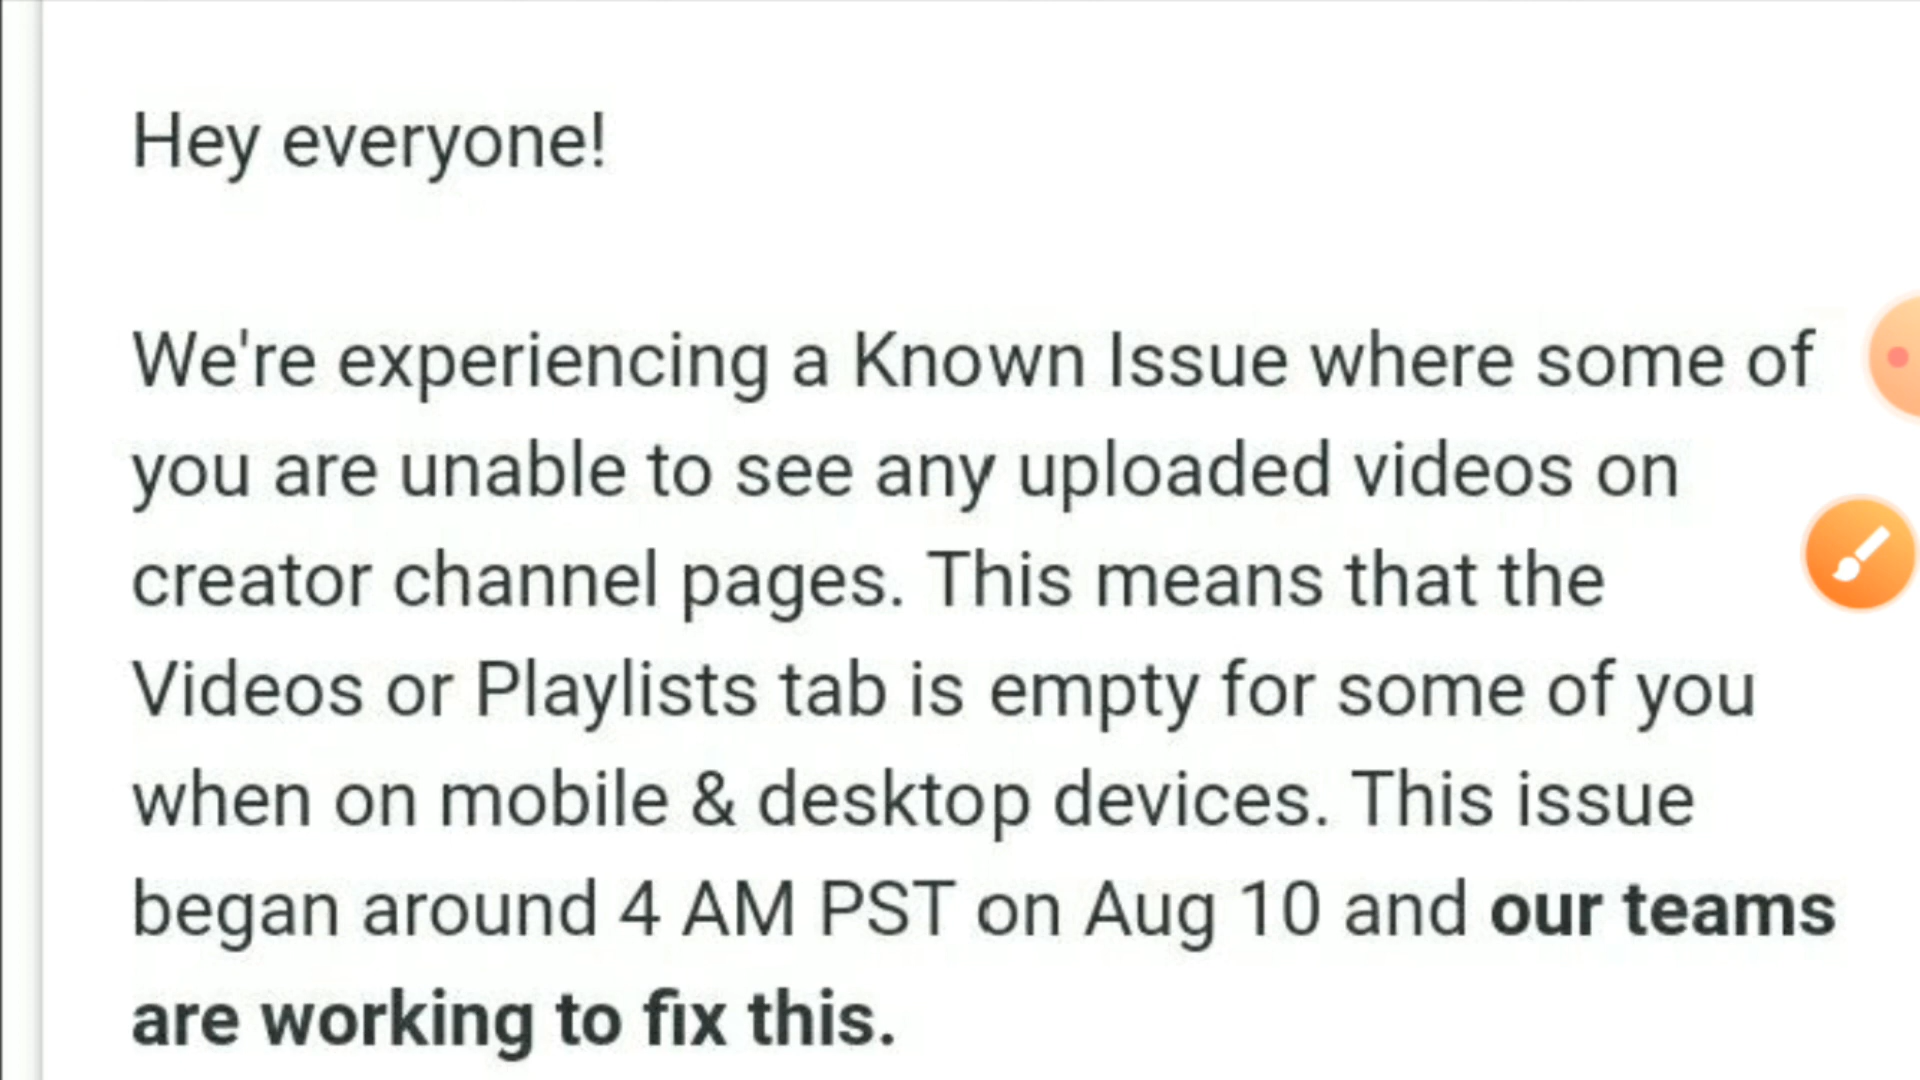 Hey everyone!
We're experiencing a Known Issue where some of
you are unable to see any uploaded videos on
creator channel pages. This means that the
Videos or Playlists tab is empty for some of you
when on mobile & desktop devices. This issue
began around 4 AM PST on Aug 10 and our teams
are working to fix this.